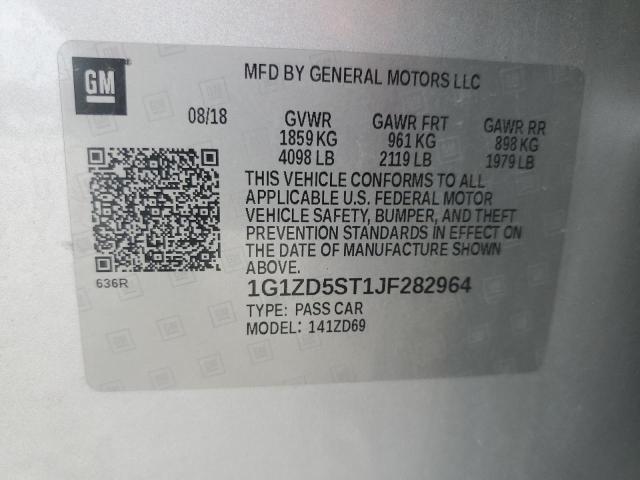 GM
MFD BY GENERAL MOTORS LLC
08/18 GVWR GAWR FRT GAWR RR
1859 KG 961 KG 898 KG
4098 LB 2119 LB 1979 LB
THIS VEHICLE CONFORMS TO ALL
APPLICABLE U.S. FEDERAL MOTOR
VEHICLE SAFETY, BUMPER, AND THEFT
PREVENTION STANDARDS IN EFFECT ON
THE DATE OF MANUFACTURE SHOWN
ABOVE.
636R
1G1ZD5ST1JF282964
TYPE: PASS CAR
MODEL: 141ZD69